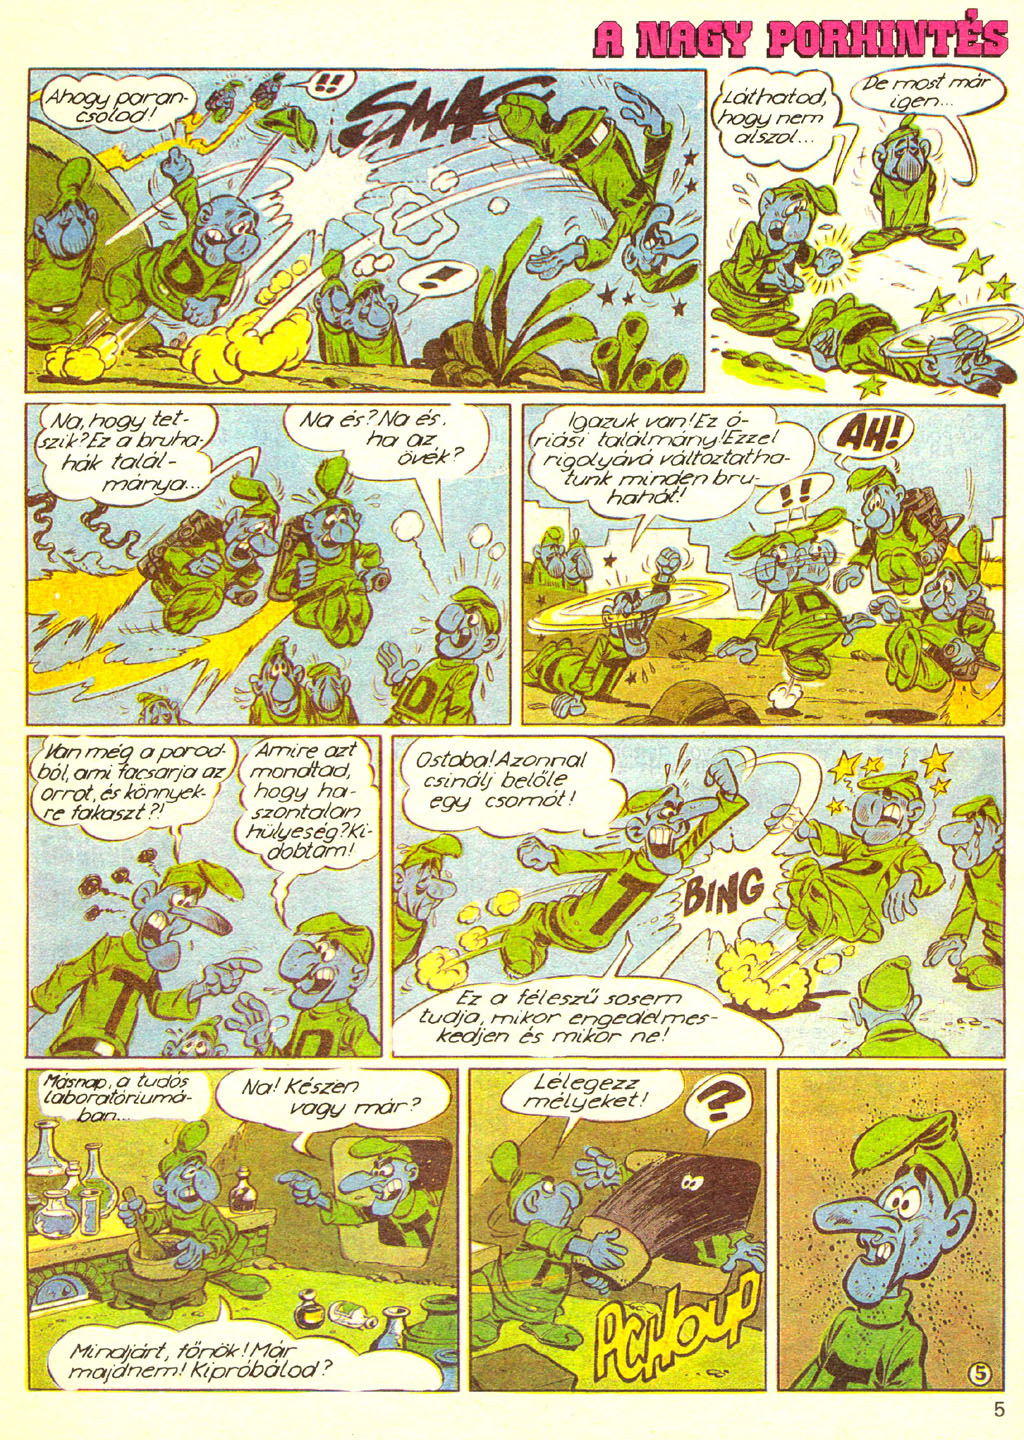 A NAGY PORHINTÉS
Ahogy paran-
csolod!
!!
SMAC
!
Láthatod,
hogy nem
alszol...
De most már
igen...
Na, hogy tet-
szik? Ez a bruha-
hák talál-
mánya...
Na és? Na és,
ha az
övék?
Igazuk van! Ez ó-
riási találmány! Ezzel
rigolyává változtatha-
tunk minden bru-
hahát!
!!
AH!
Van még a porod-
ból, ami facsarja az
orrot, és könnyek-
re fakaszt?!
Amire azt
mondtad,
hogy ha-
szontalan
hülyeség? Ki-
dobtam!
Ostoba! Azonnal
csinálj belőle
egy csomót!
BING
Ez a féleszű sosem
tudja, mikor engedelmes-
kedjen és mikor ne!
Másnap, a tudós
laboratóriumá-
ban...
Na! Készen
vagy már?
Mindjárt, főnök! Már
majdnem! Kipróbálod?
Lélegezz
mélyeket!
?
PCHOUP
5
5